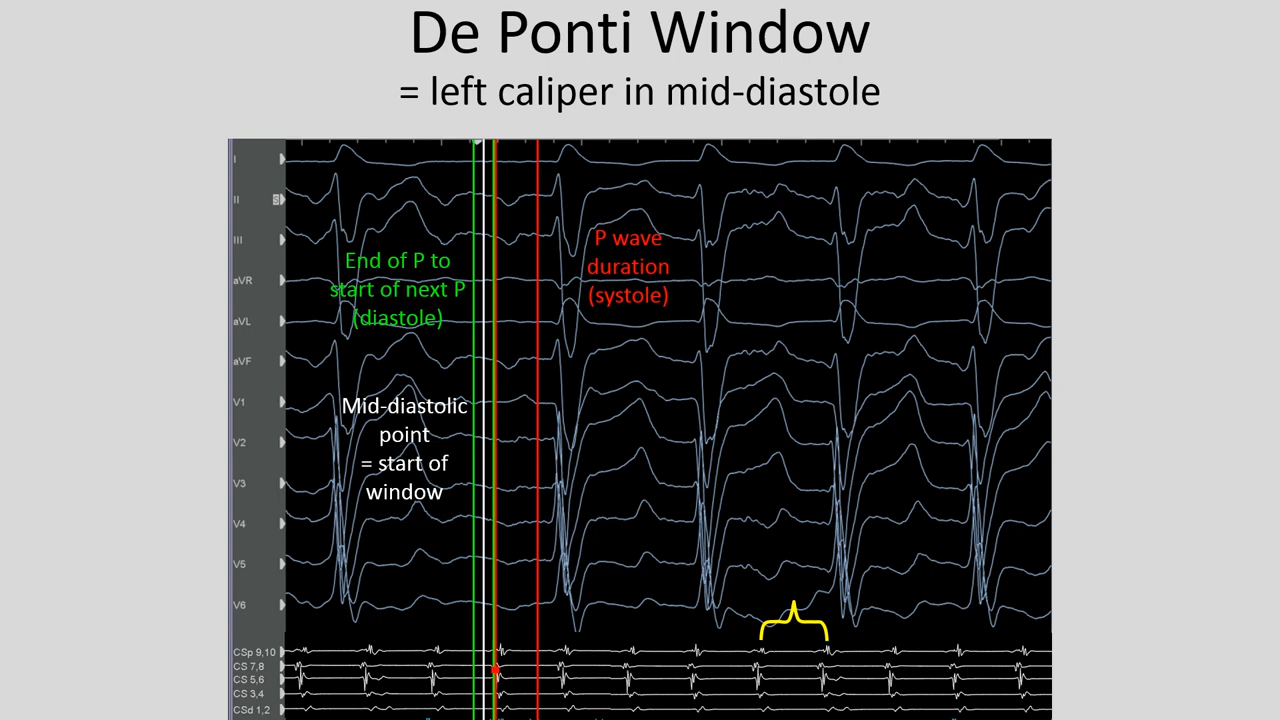 De Ponti Window
= left caliper in mid-diastole
I
II
S
III
aVR
aVL
aVF
V1
V2
V3
V4
V5
V6
CSp 9,10
CS 7,8
CS 5,6
CS 3,4
CSd 1,2
End of P to
start of next P
(diastole)
P wave
duration
(systole)
Mid-diastolic
point
= start of
window